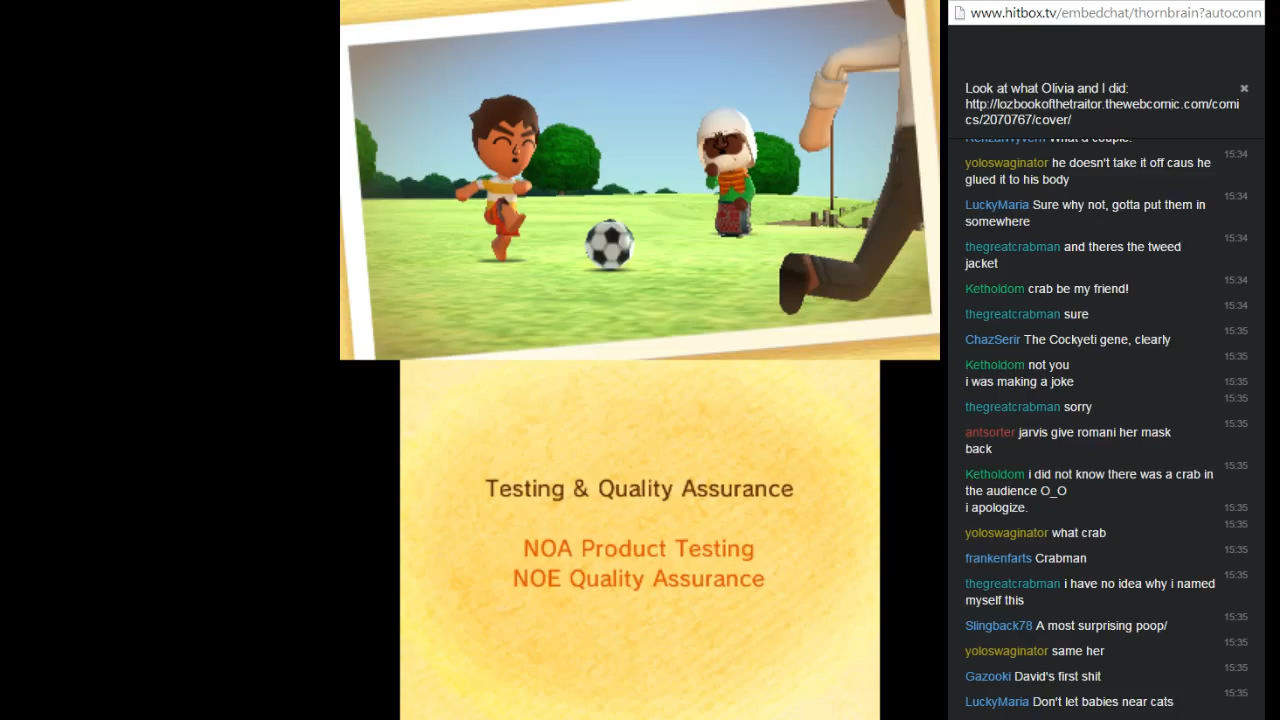 www.hitbox.tv/embedchat/thornbrain?autoconn
Look at what Olivia and I did:
http://lozbookofthetraitor.thewebcomic.com/comi
cs/2070767/cover/
15:34
yoloswaginator he doesn't take it off caus he
glued it to his body
15:34
LuckyMaria Sure why not, gotta put them in
somewhere
15:34
thegreatcrabman and theres the tweed
jacket
15:34
Ketholdom crab be my friend!
15:34
thegreatcrabman sure
15:35
ChazSerir The Cockyeti gene, clearly
15:35
Ketholdom not you
i was making a joke
15:35
15:35
thegreatcrabman sorry
15:35
antsorter jarvis give romani her mask
back
15:35
Ketholdom i did not know there was a crab in
the audience O_O
i apologize.
15:35
15:35
yoloswaginator what crab
15:35
frankenfarts Crabman
15:35
thegreatcrabman i have no idea why i named
myself this
15:35
Slingback78 A most surprising poop/
15:35
yoloswaginator same her
15:35
Gazooki David's first shit
15:35
LuckyMaria Don't let babies near cats
Testing & Quality Assurance
NOA Product Testing
NOE Quality Assurance